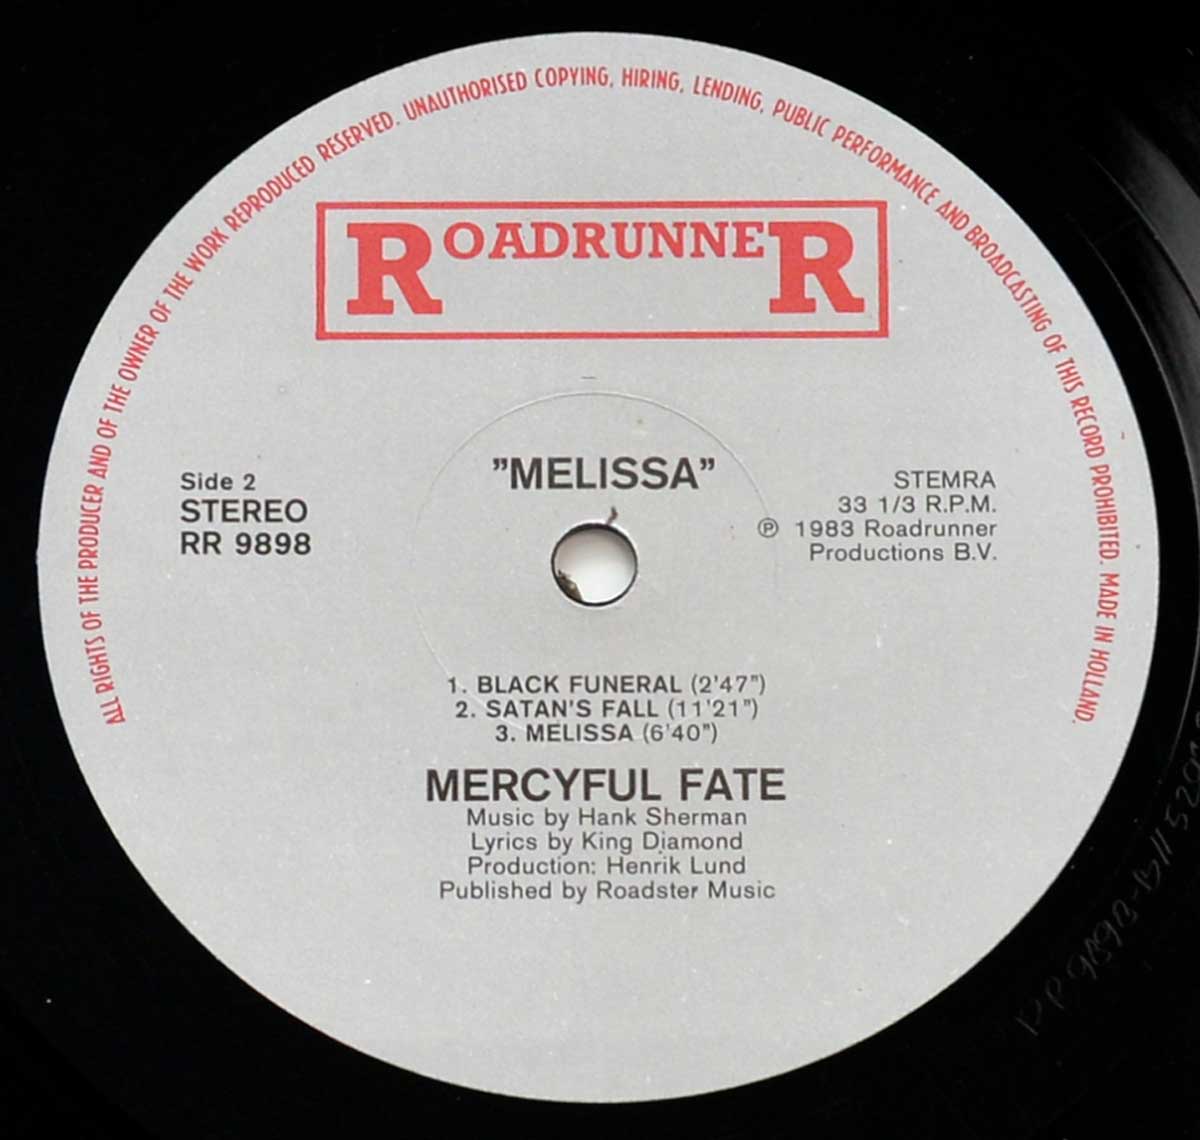 ALL RIGHTS OF THE PRODUCER AND OF THE OWNER OF THE WORK REPRODUCED RESERVED. UNAUTHORISED COPYING, HIRING, LENDING, PUBLIC PERFORMANCE AND BROADCASTING OF THIS RECORD PROHIBITED. MADE IN HOLLAND.
ROADRUNNER
"MELISSA"
Side 2
STEREO
RR 9898
STEMRA
33 1/3 R.P.M.
℗ 1983 Roadrunner
Productions B.V.
1. BLACK FUNERAL (2'47")
2. SATAN'S FALL (11'21")
3. MELISSA (6'40")
MERCYFUL FATE
Music by Hank Sherman
Lyrics by King Diamond
Production: Henrik Lund
Published by Roadster Music